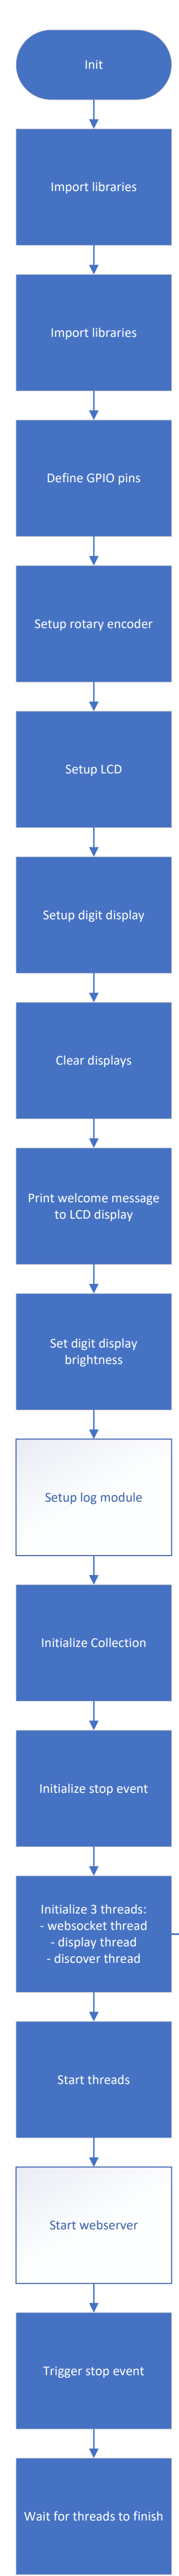 Init
Import libraries
Import libraries
Define GPIO pins
Setup rotary encoder
Setup LCD
Setup digit display
Clear displays
Print welcome message
to LCD display
Set digit display
brightness
Setup log module
Initialize Collection
Initialize stop event
Initialize 3 threads:
- websocket thread
- display thread
- discover thread
Start threads
Start webserver
Trigger stop event
Wait for threads to finish